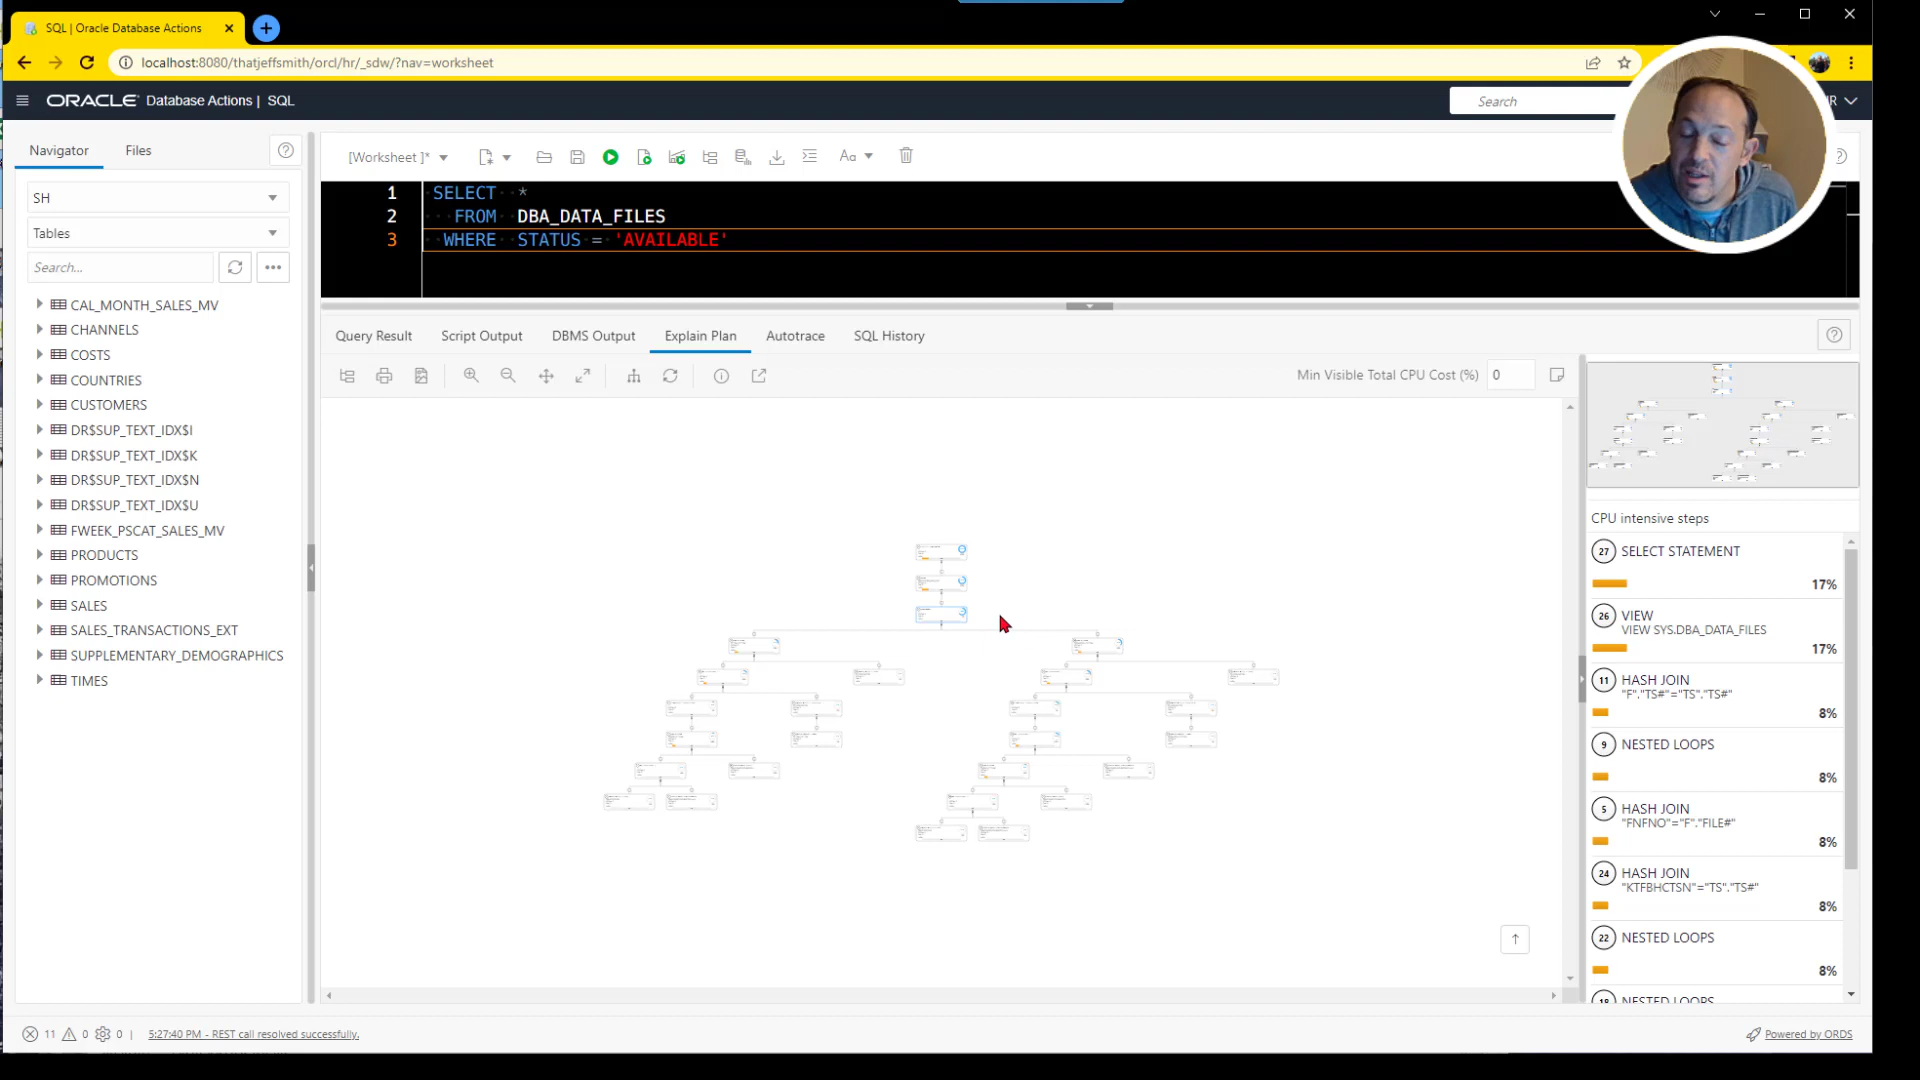 SQL | Oracle Database Actions
localhost:8080/thatjeffsmith/orcl/hr/_sdw/?nav=worksheet
ORACLE Database Actions | SQL
Search
Navigator
Files
[Worksheet ]*
Aa
SH
Tables
Search...
CAL_MONTH_SALES_MV
CHANNELS
COSTS
COUNTRIES
CUSTOMERS
DR$SUP_TEXT_IDX$I
DR$SUP_TEXT_IDX$K
DR$SUP_TEXT_IDX$N
DR$SUP_TEXT_IDX$U
FWEEK_PSCAT_SALES_MV
PRODUCTS
PROMOTIONS
SALES
SALES_TRANSACTIONS_EXT
SUPPLEMENTARY_DEMOGRAPHICS
TIMES
1 SELECT *
2 FROM DBA_DATA_FILES
3 WHERE STATUS = 'AVAILABLE'
Query Result
Script Output
DBMS Output
Explain Plan
Autotrace
SQL History
Min Visible Total CPU Cost (%) 0
CPU intensive steps
27 SELECT STATEMENT
17%
26 VIEW
VIEW SYS.DBA_DATA_FILES
17%
11 HASH JOIN
"F"."TS#"="TS"."TS#"
8%
9 NESTED LOOPS
8%
5 HASH JOIN
"FNFNO"="F"."FILE#"
8%
24 HASH JOIN
"KTFBHCTSN"="TS"."TS#"
8%
22 NESTED LOOPS
8%
NESTED LOOPS
11 0 0 | 5:27:40 PM - REST call resolved successfully.
Powered by ORDS